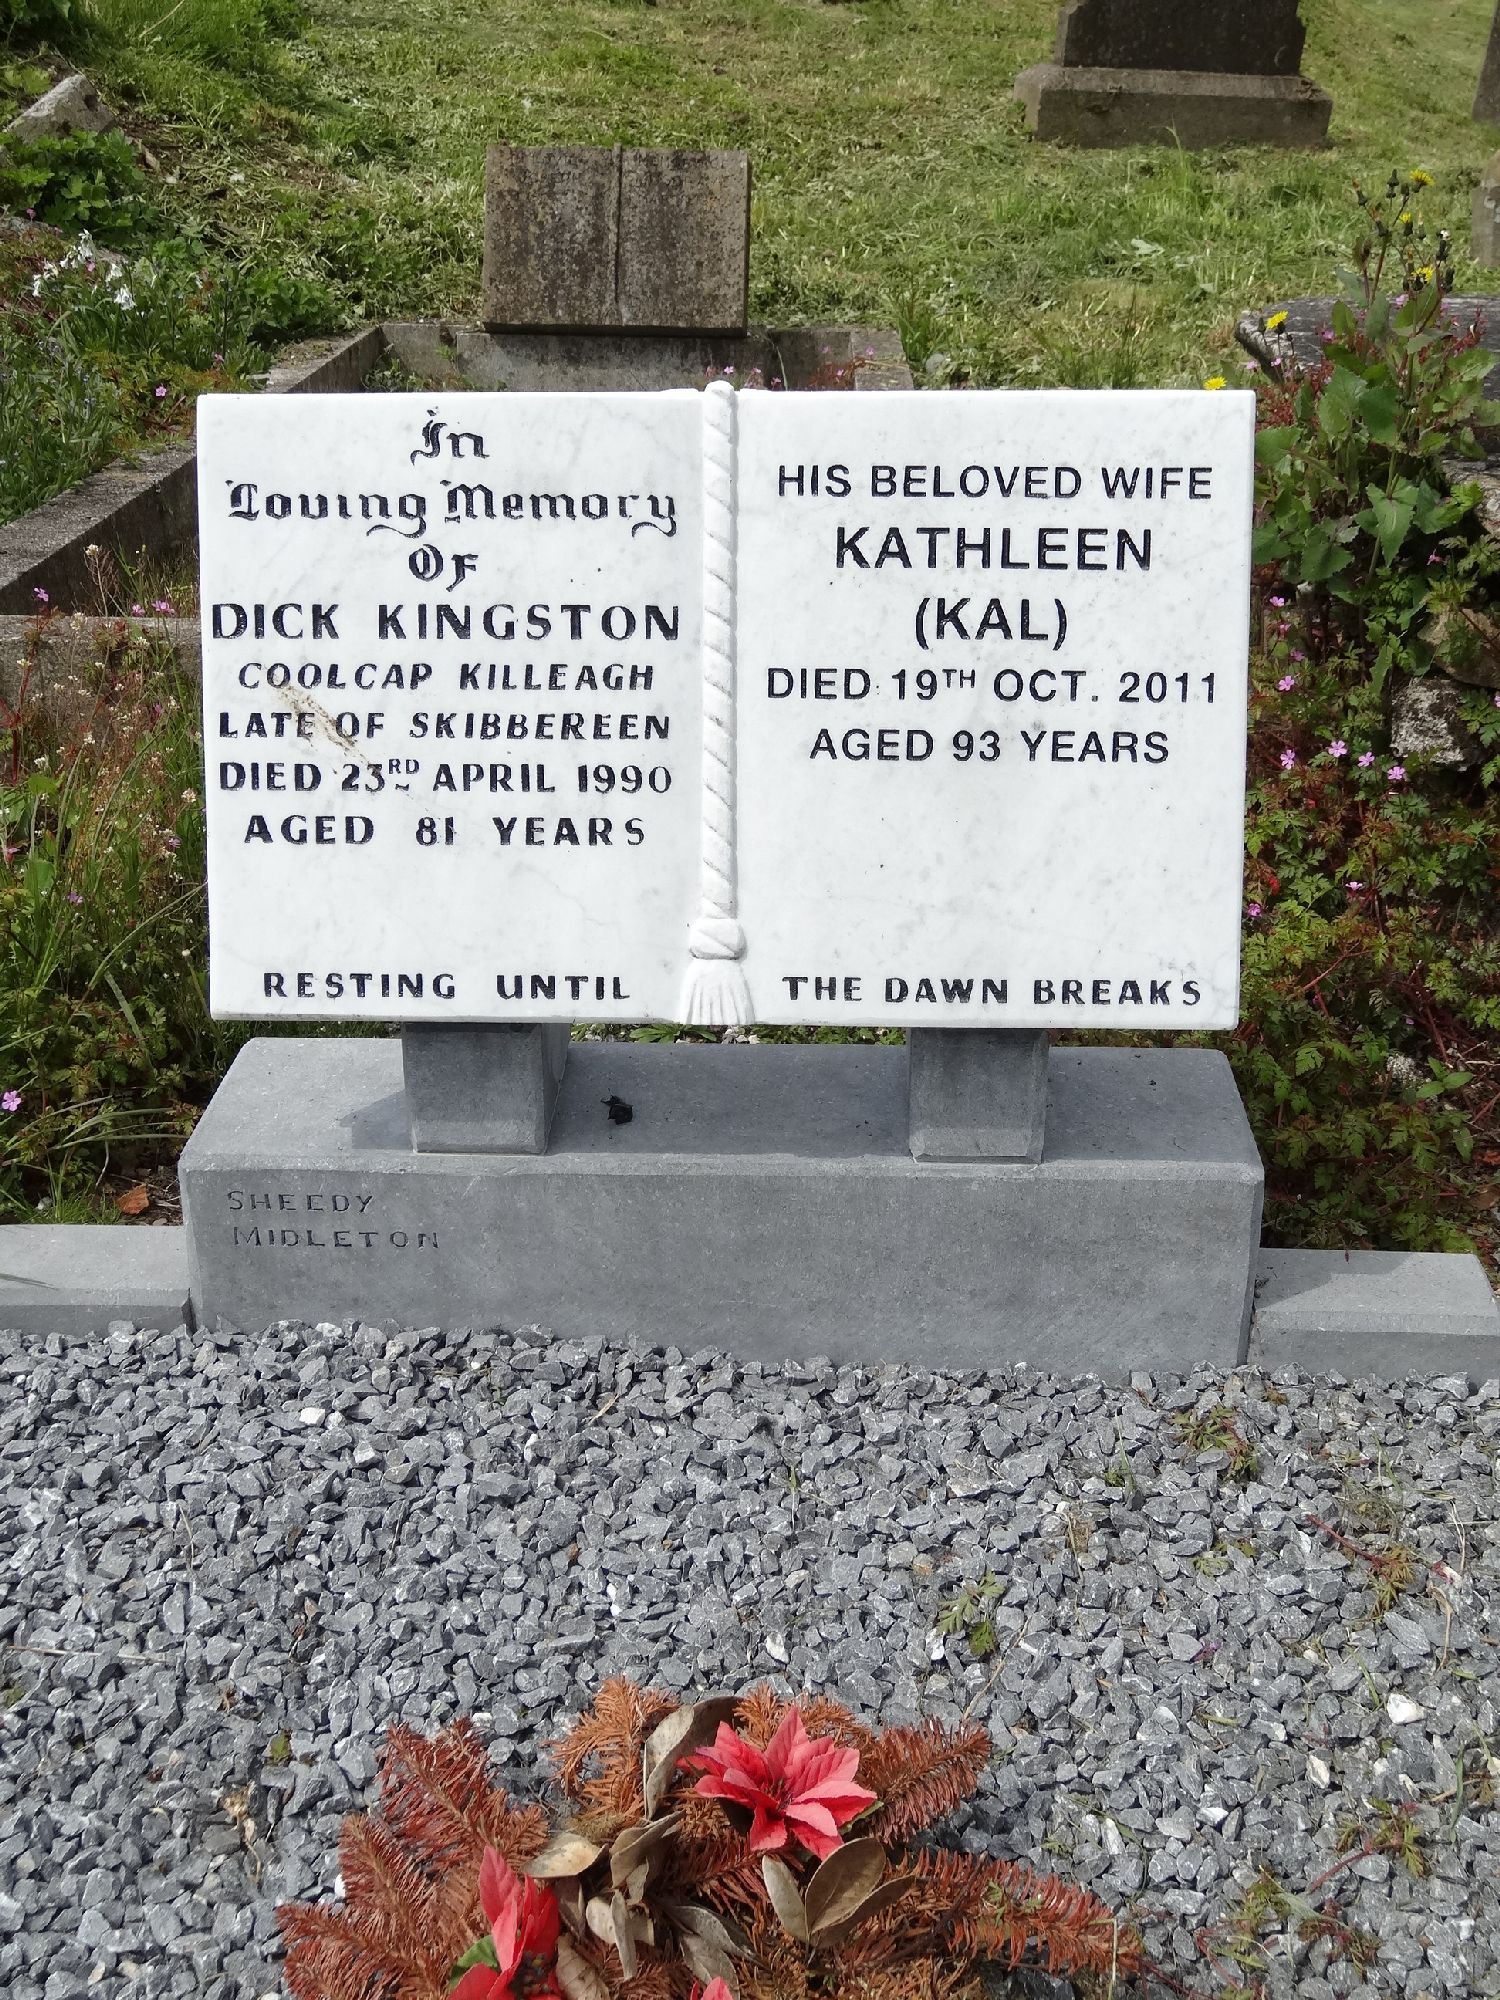 In
Loving Memory
Of
DICK KINGSTON
COOLCAP KILLEAGH
LATE OF SKIBBEREEN
DIED 23RD APRIL 1990
AGED 81 YEARS
RESTING UNTIL
HIS BELOVED WIFE
KATHLEEN
(KAL)
DIED 19TH OCT. 2011
AGED 93 YEARS
THE DAWN BREAKS
SHEEDY
MIDLETON